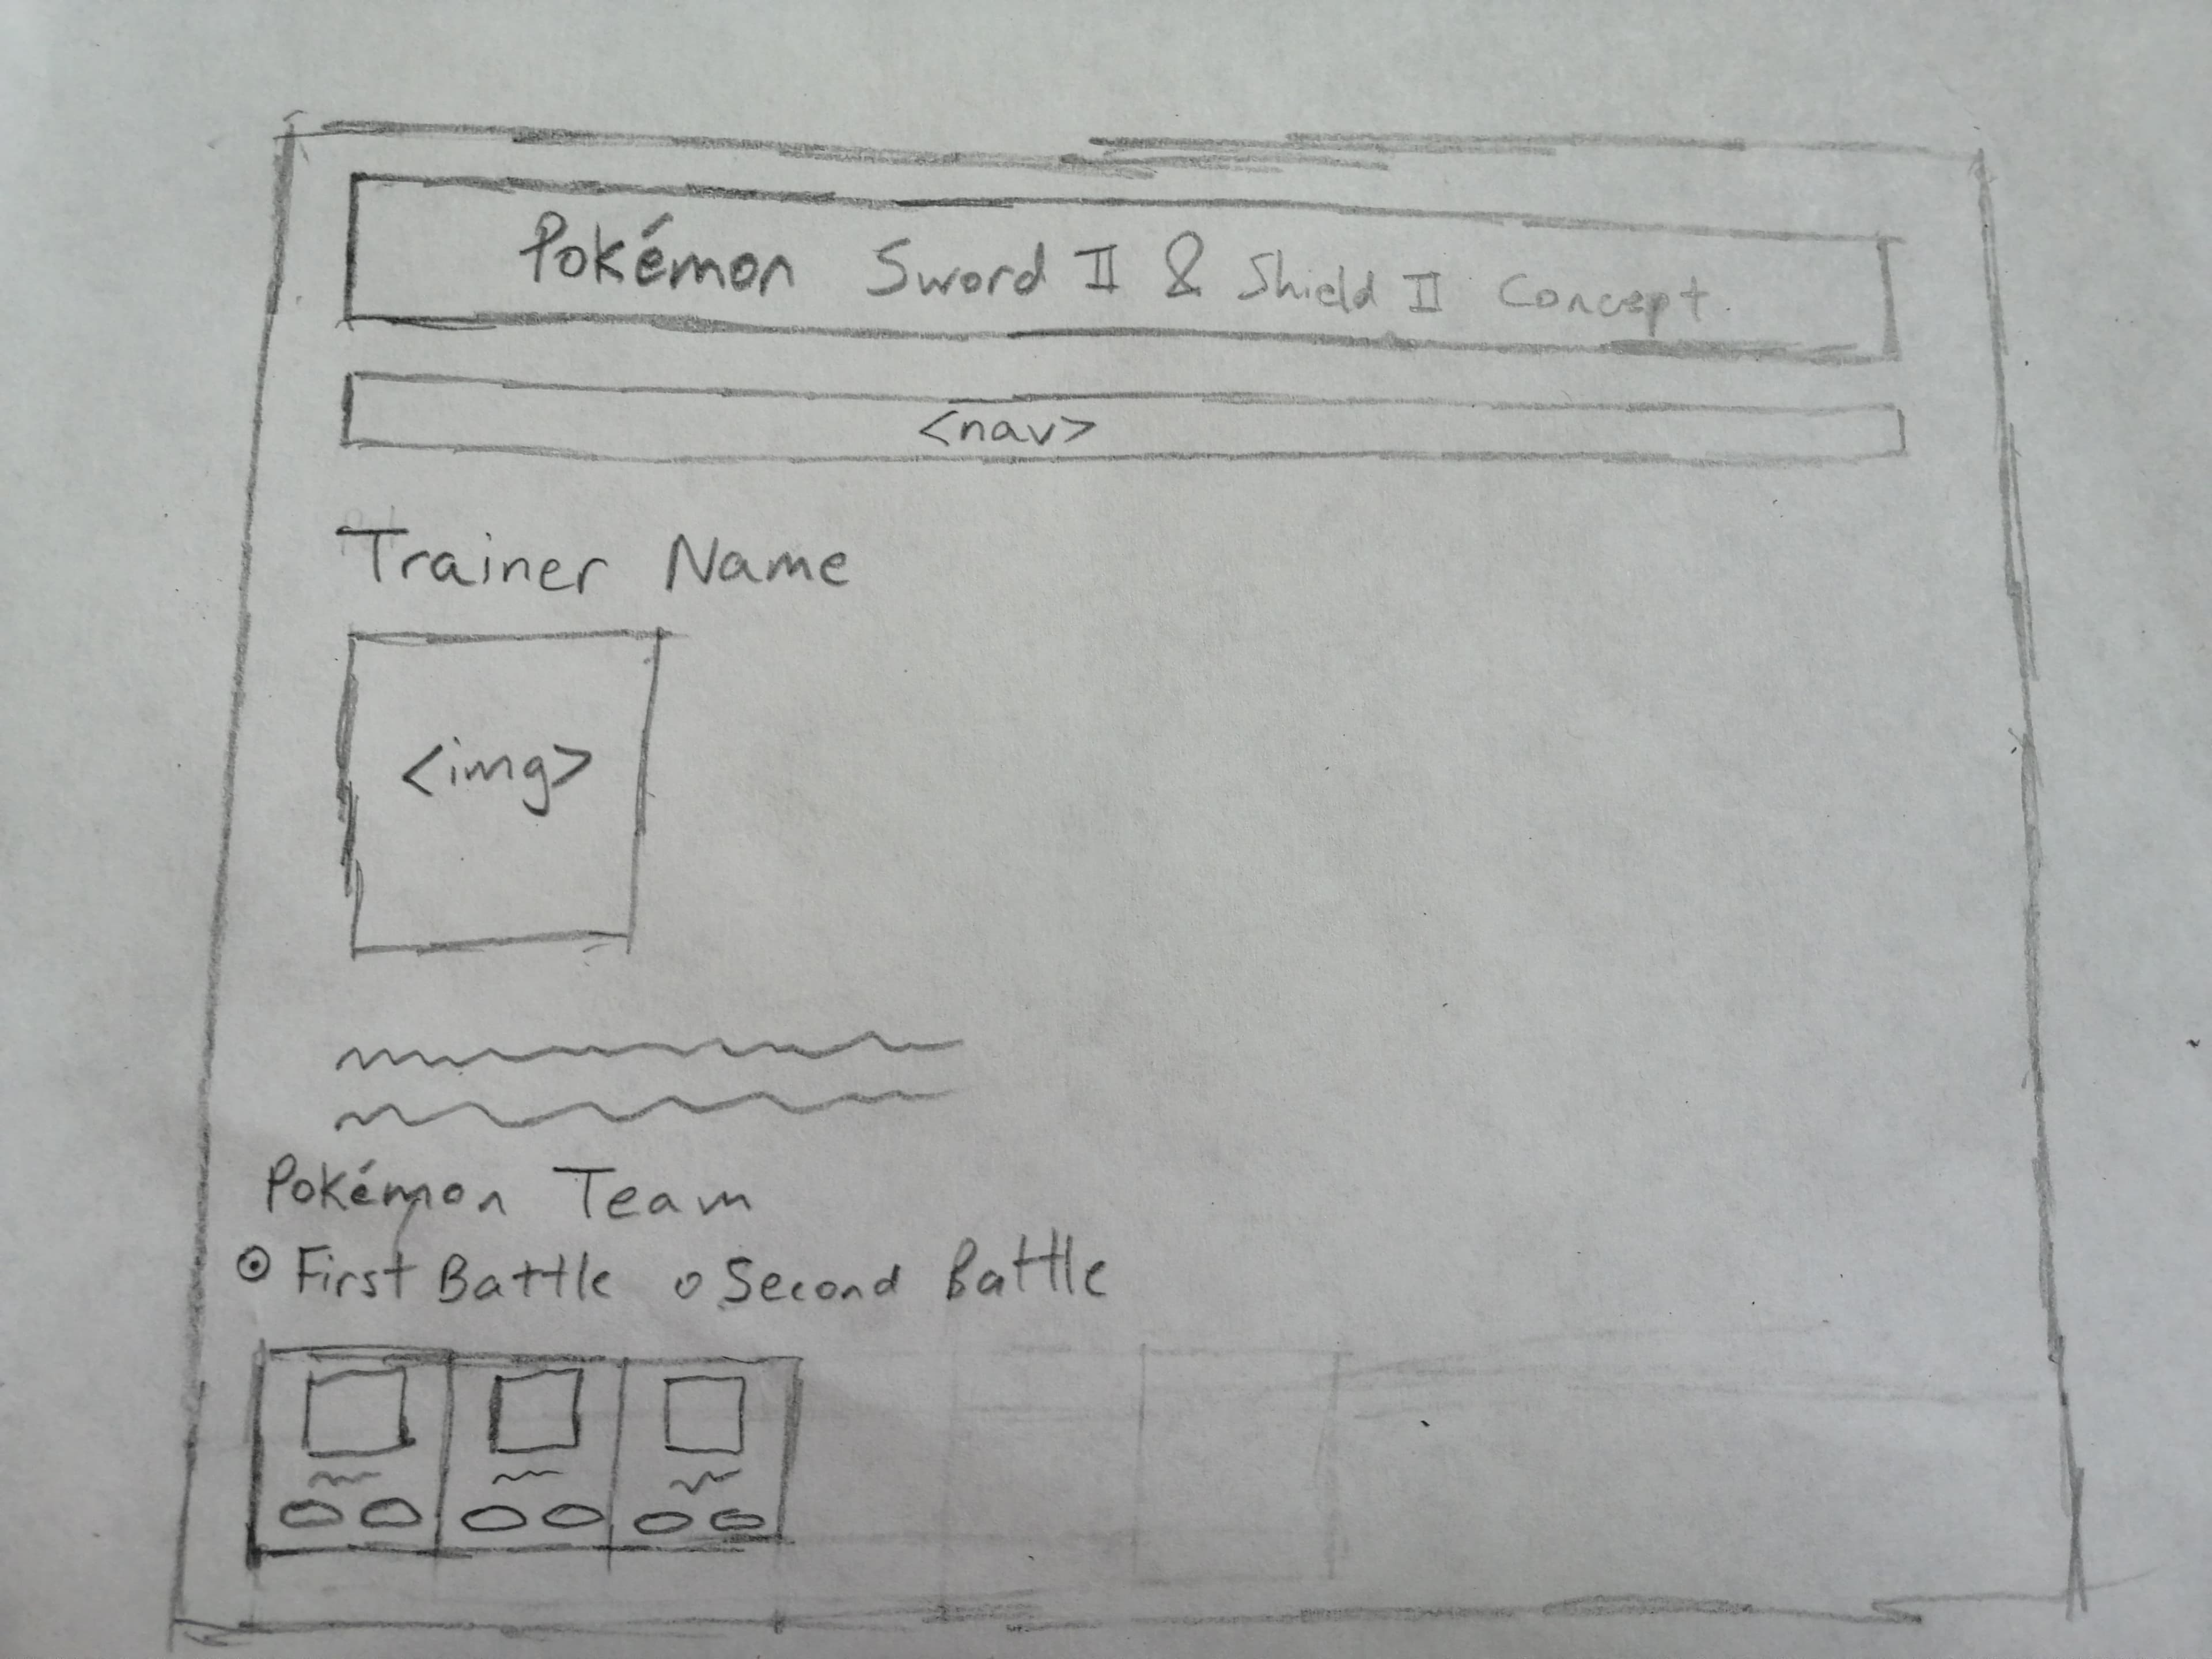 Pokémon Sword II & Shield II Concept
<nav>
Trainer Name
<img>
Pokémon Team
First Battle Second Battle